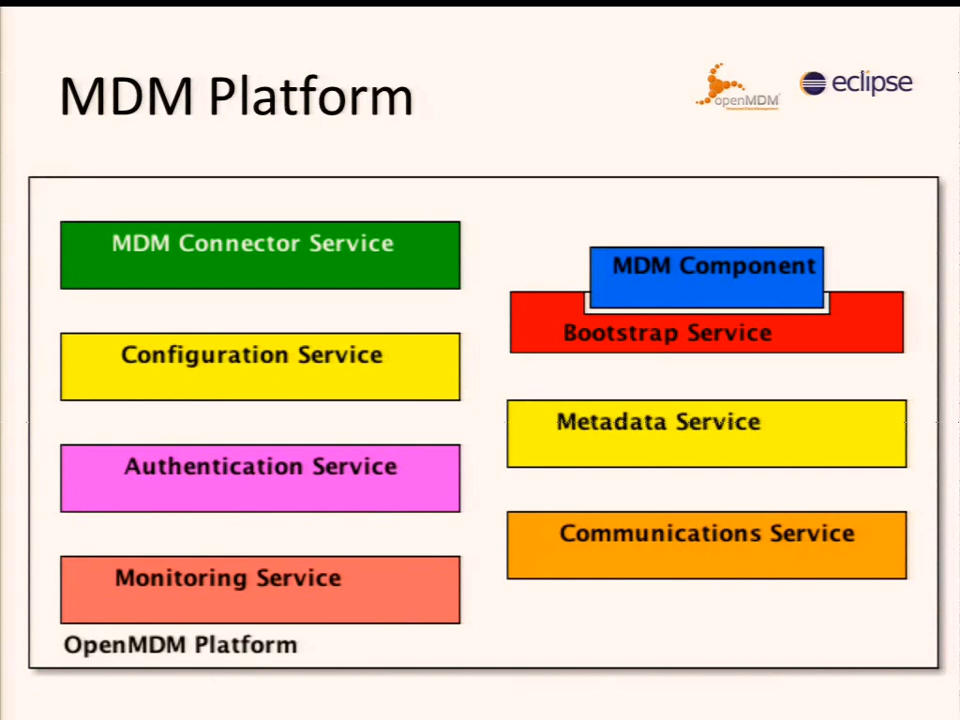 MDM Platform
openMDM
eclipse
MDM Connector Service
Configuration Service
Authentication Service
Monitoring Service
OpenMDM Platform
MDM Component
Bootstrap Service
Metadata Service
Communications Service